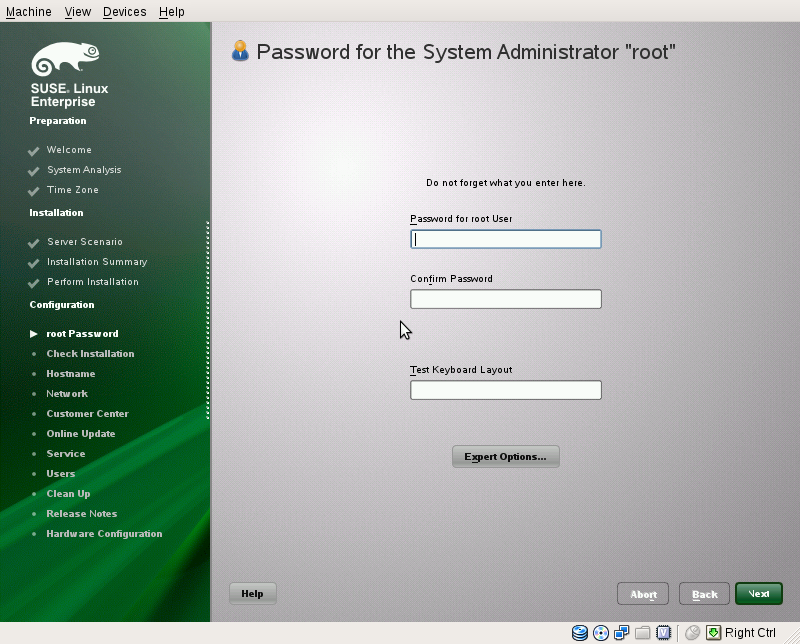 Machine View Devices Help
SUSE® Linux
Enterprise
Preparation
Welcome
System Analysis
Time Zone
Installation
Server Scenario
Installation Summary
Perform Installation
Configuration
root Password
Check Installation
Hostname
Network
Customer Center
Online Update
Service
Users
Clean Up
Release Notes
Hardware Configuration
Password for the System Administrator "root"
Do not forget what you enter here.
Password for root User
Confirm Password
Test Keyboard Layout
Expert Options...
Help Abort Back Next
Right Ctrl